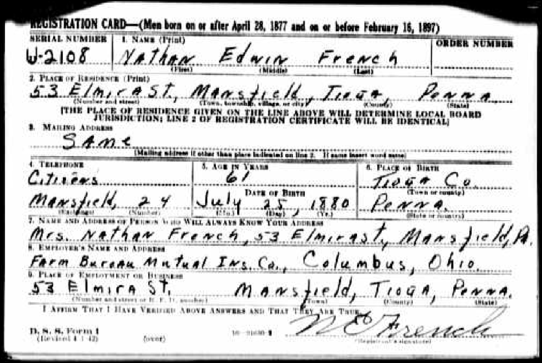 REGISTRATION CARD—(Men born on or after April 28, 1877 and on or before February 16, 1897)
SERIAL NUMBER 1. NAME (Print) ORDER NUMBER
U-2108 Nathan Edwin French
(First) (Middle) (Last)
2. PLACE OF RESIDENCE (Print)
53 Elmira St, Mansfield, Tioga, Penna
(Number and street) (Town, township, village, or city) (County) (State)
[THE PLACE OF RESIDENCE GIVEN ON THE LINE ABOVE WILL DETERMINE LOCAL BOARD
JURISDICTION; LINE 2 OF REGISTRATION CERTIFICATE WILL BE IDENTICAL]
3. MAILING ADDRESS
Same
[Mailing address if other than place indicated on line 2. If same insert word same]
4. TELEPHONE 5. AGE IN YEARS 6. PLACE OF BIRTH
Citizens 61 Tioga Co.
DATE OF BIRTH (Town or county)
Mansfield, 24 July 25, 1880 Penna.
(Exchange) (Number) (Mo.) (Day) (Yr.) (State or country)
7. NAME AND ADDRESS OF PERSON WHO WILL ALWAYS KNOW YOUR ADDRESS
Mrs. Nathan French, 53 Elmira st, Mansfield, Pa.
8. EMPLOYER'S NAME AND ADDRESS
Farm Bureau Mutual Ins. Co., Columbus, Ohio.
9. PLACE OF EMPLOYMENT OR BUSINESS
53 Elmira St. Mansfield, Tioga, Penna.
(Number and street or R. F. D. number) (Town) (County) (State)
I AFFIRM THAT I HAVE VERIFIED ABOVE ANSWERS AND THAT THEY ARE TRUE.
D. S. S. Form 1
(Revised 4-1-42) (over) N E French
(Registrant's signature)